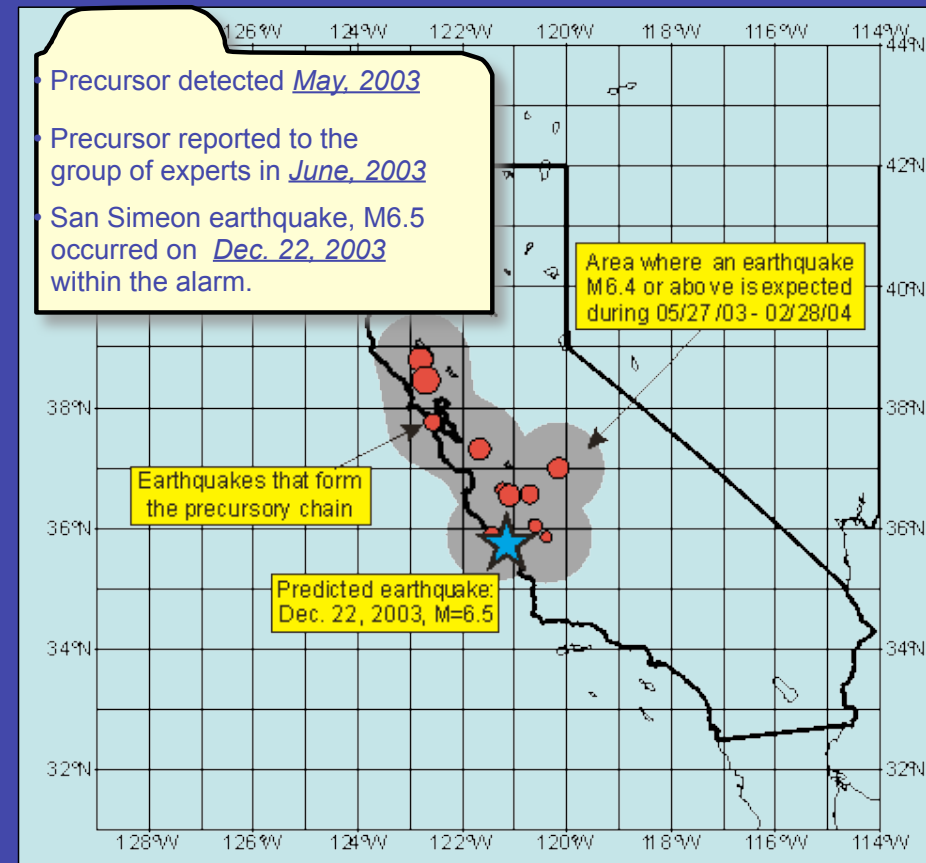 126°W 124°W 122°W 120°W 118°W 116°W 114°W
44°N
• Precursor detected May, 2003
• Precursor reported to the
group of experts in June, 2003
• San Simeon earthquake, M6.5
occurred on Dec. 22, 2003
within the alarm.
42°N
Area where an earthquake
M6.4 or above is expected
during 05/27/03 - 02/28/04
40°N
38°N 38°N
Earthquakes that form
the precursory chain
36°N 36°N
Predicted earthquake:
Dec. 22, 2003, M=6.5
34°N 34°N
32°N 32°N
128°W 126°W 124°W 122°W 120°W 118°W 116°W 114°W